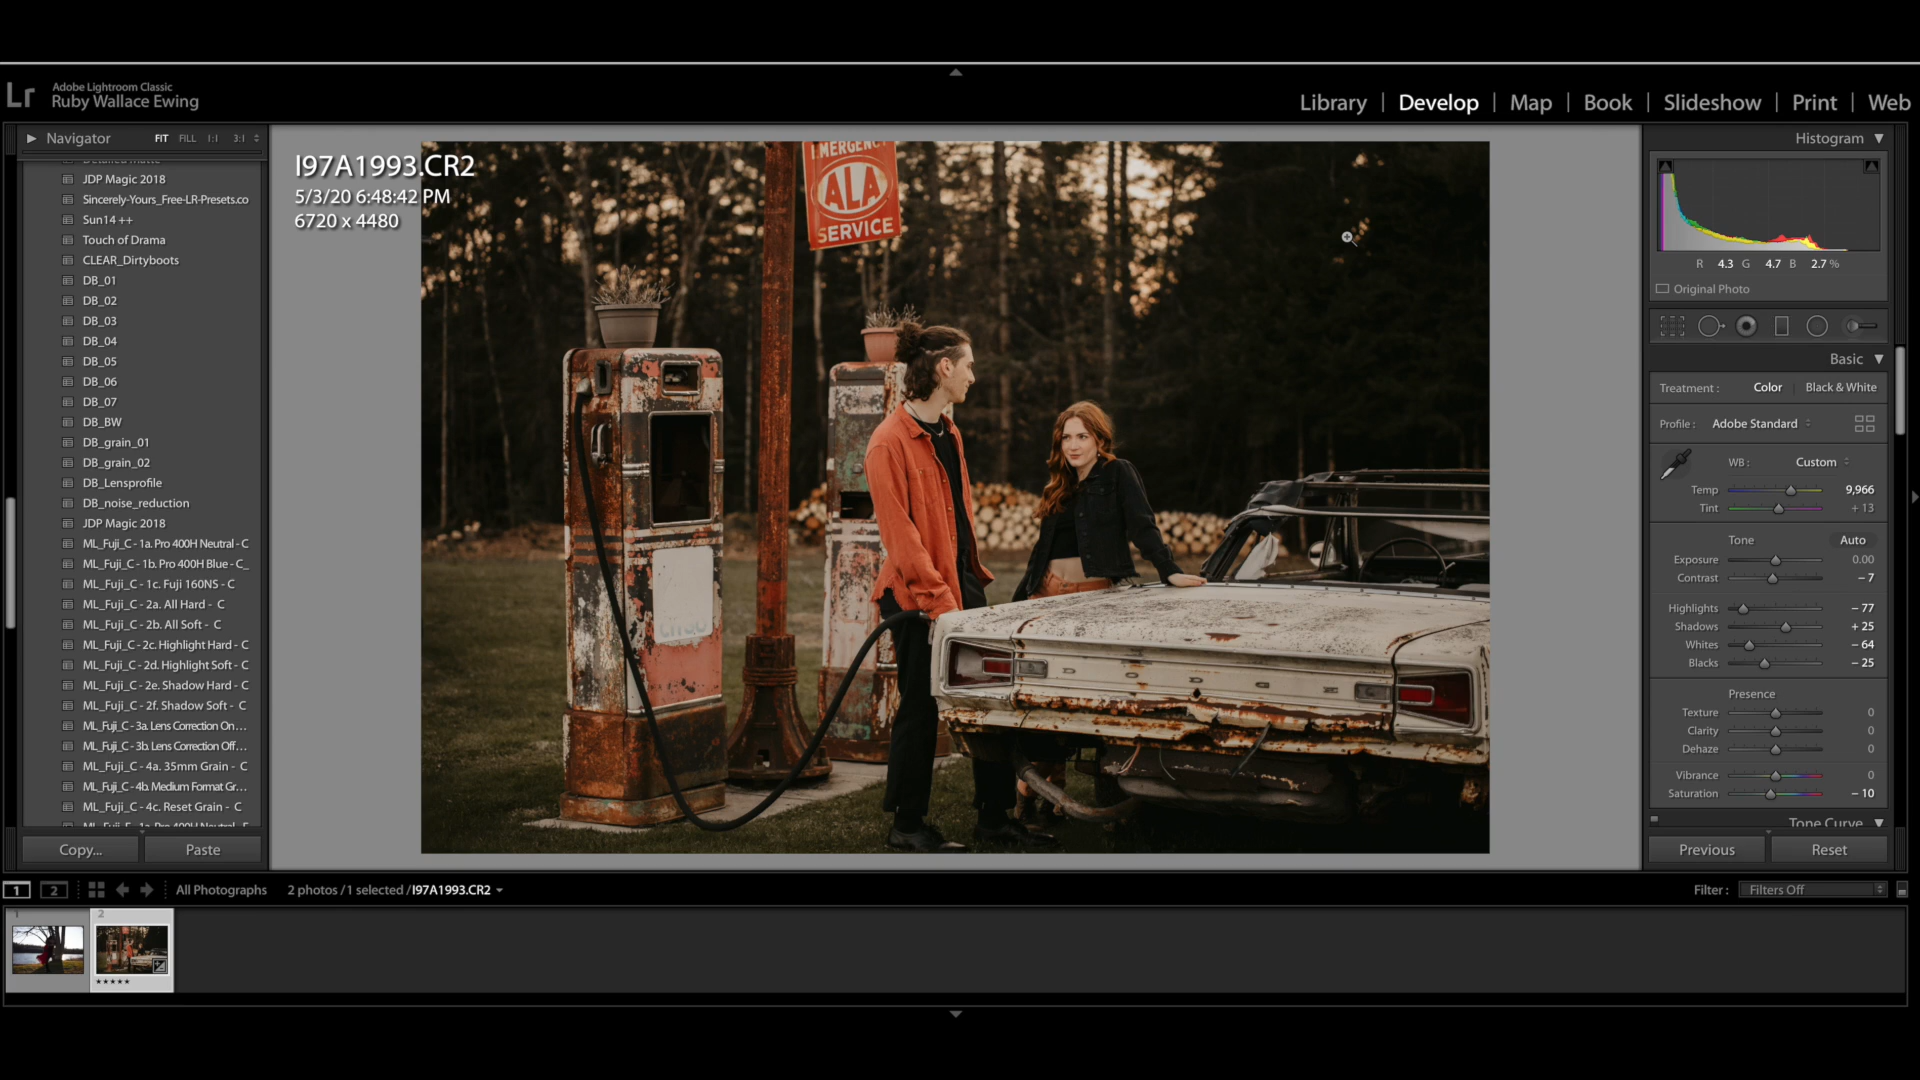 Lr
Adobe Lightroom Classic
Ruby Wallace Ewing
Library | Develop | Map | Book | Slideshow | Print | Web
Navigator FIT FILL 1:1 3:1
Detailed Matte
JDP Magic 2018
Sincerely-Yours_Free-LR-Presets.co
Sun14 ++
Touch of Drama
CLEAR_Dirtyboots
DB_01
DB_02
DB_03
DB_04
DB_05
DB_06
DB_07
DB_BW
DB_grain_01
DB_grain_02
DB_Lensprofile
DB_noise_reduction
JDP Magic 2018
ML_Fuji_C - 1a. Pro 400H Neutral - C
ML_Fuji_C - 1b. Pro 400H Blue - C_
ML_Fuji_C - 1c. Fuji 160NS - C
ML_Fuji_C - 2a. All Hard - C
ML_Fuji_C - 2b. All Soft - C
ML_Fuji_C - 2c. Highlight Hard - C
ML_Fuji_C - 2d. Highlight Soft - C
ML_Fuji_C - 2e. Shadow Hard - C
ML_Fuji_C - 2f. Shadow Soft - C
ML_Fuji_C - 3a. Lens Correction On...
ML_Fuji_C - 3b. Lens Correction Off...
ML_Fuji_C - 4a. 35mm Grain - C
ML_Fuji_C - 4b. Medium Format Gr...
ML_Fuji_C - 4c. Reset Grain - C
Copy...
Paste
I97A1993.CR2
5/3/20 6:48:42 PM
6720 x 4480
EMERGENCY
ALA
SERVICE
DODGE
Histogram
R 4.3 G 4.7 B 2.7 %
Original Photo
Basic
Treatment : Color | Black & White
Profile : Adobe Standard
WB : Custom
Temp 9,966
Tint + 13
Tone Auto
Exposure 0.00
Contrast – 7
Highlights – 77
Shadows + 25
Whites – 64
Blacks – 25
Presence
Texture 0
Clarity 0
Dehaze 0
Vibrance 0
Saturation – 10
Tone Curve
Previous
Reset
1 2 All Photographs 2 photos / 1 selected / I97A1993.CR2
Filter : Filters Off
1
2
★★★★★